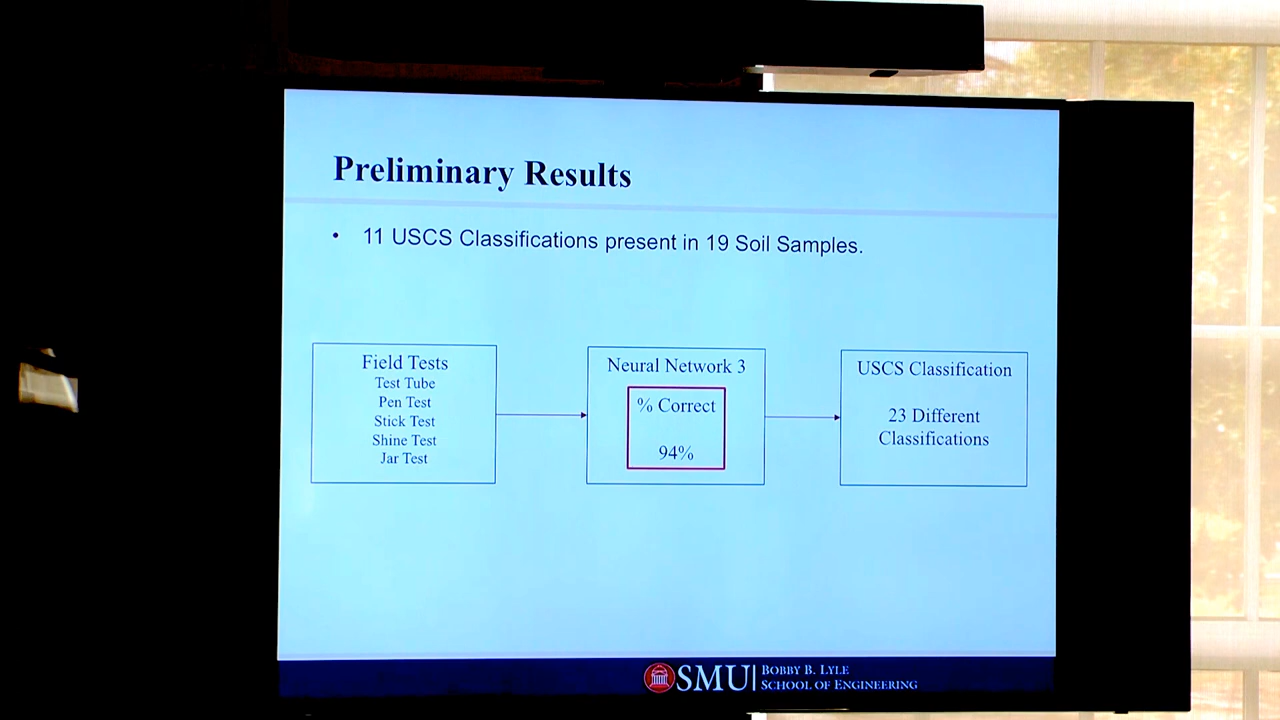 Preliminary Results
• 11 USCS Classifications present in 19 Soil Samples.
Field Tests
Test Tube
Pen Test
Stick Test
Shine Test
Jar Test
Neural Network 3
% Correct
94%
USCS Classification
23 Different
Classifications
SMU
BOBBY B. LYLE
SCHOOL OF ENGINEERING